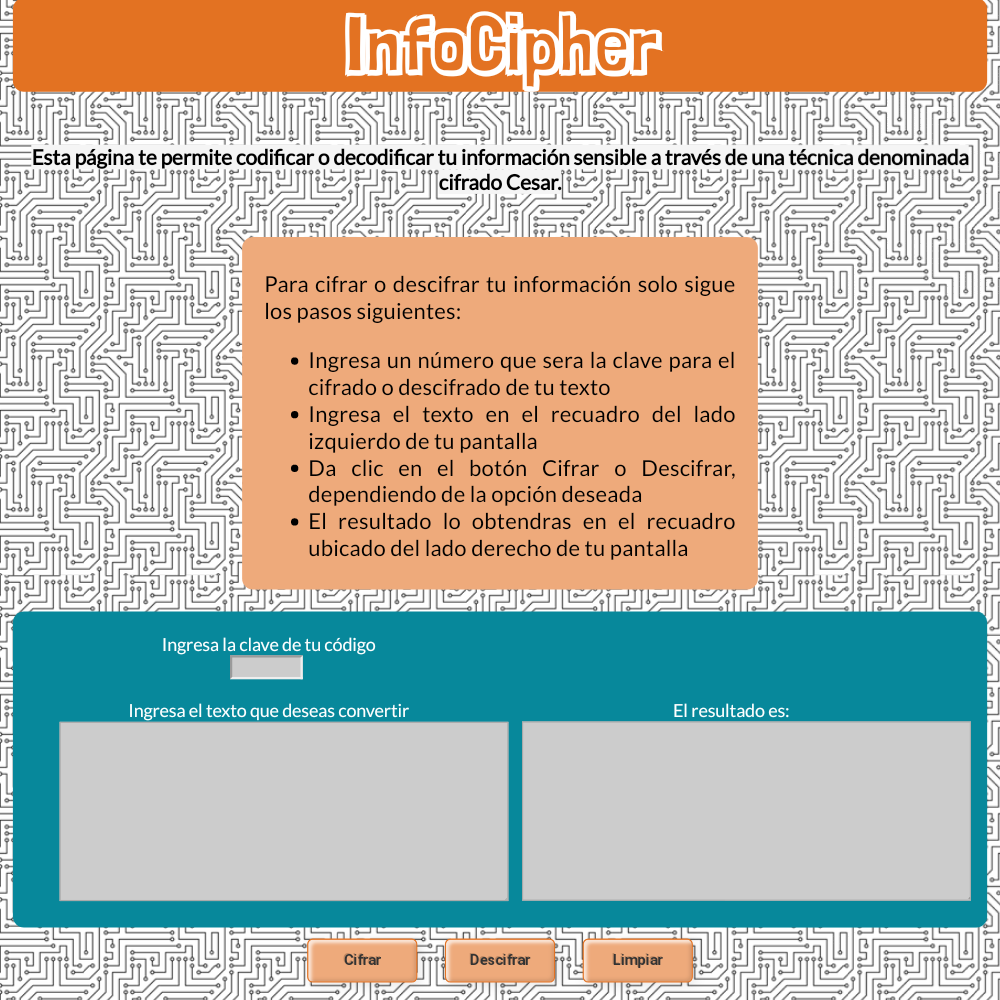 InfoCipher
Esta página te permite codificar o decodificar tu información sensible a través de una técnica denominada
cifrado Cesar.
Para cifrar o descifrar tu información solo sigue
los pasos siguientes:
• Ingresa un número que sera la clave para el
cifrado o descifrado de tu texto
• Ingresa el texto en el recuadro del lado
izquierdo de tu pantalla
• Da clic en el botón Cifrar o Descifrar,
dependiendo de la opción deseada
• El resultado lo obtendras en el recuadro
ubicado del lado derecho de tu pantalla
Ingresa la clave de tu código
Ingresa el texto que deseas convertir
El resultado es:
Cifrar
Descifrar
Limpiar